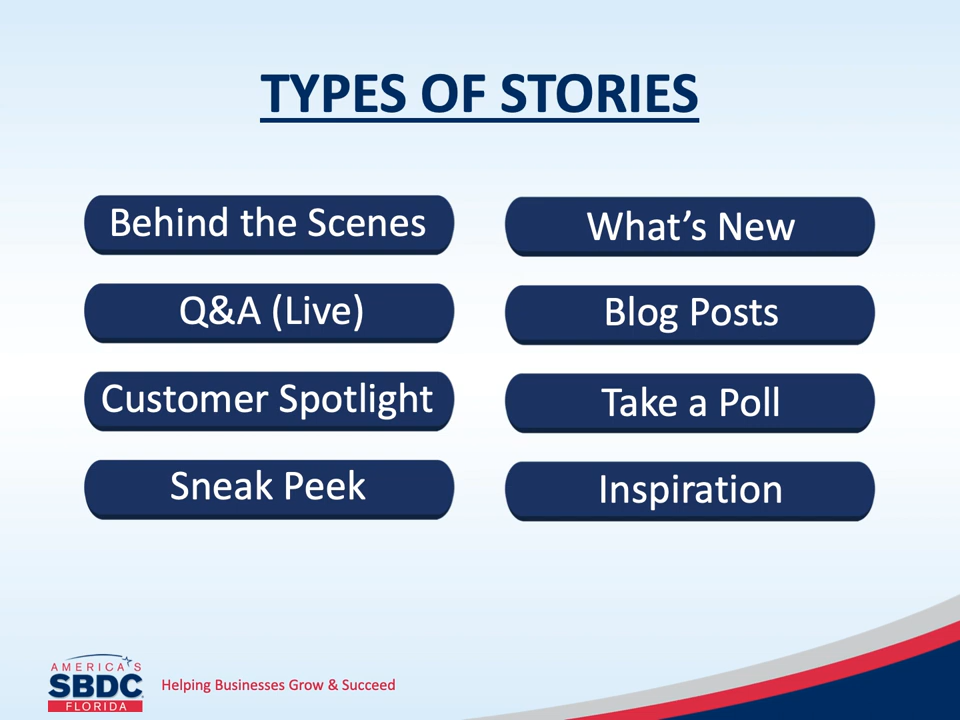 TYPES OF STORIES
Behind the Scenes
Q&A (Live)
Customer Spotlight
Sneak Peek
What’s New
Blog Posts
Take a Poll
Inspiration
AMERICA'S
SBDC
FLORIDA
Helping Businesses Grow & Succeed